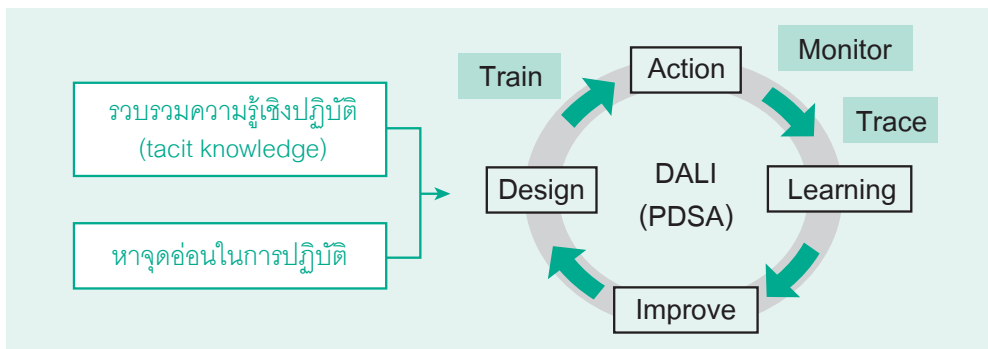 รวบรวมความรู้เชิงปฏิบัติ
(tacit knowledge)
หาจุดอ่อนในการปฏิบัติ
Train
Action
Monitor
Trace
Design
DALI
(PDSA)
Learning
Improve